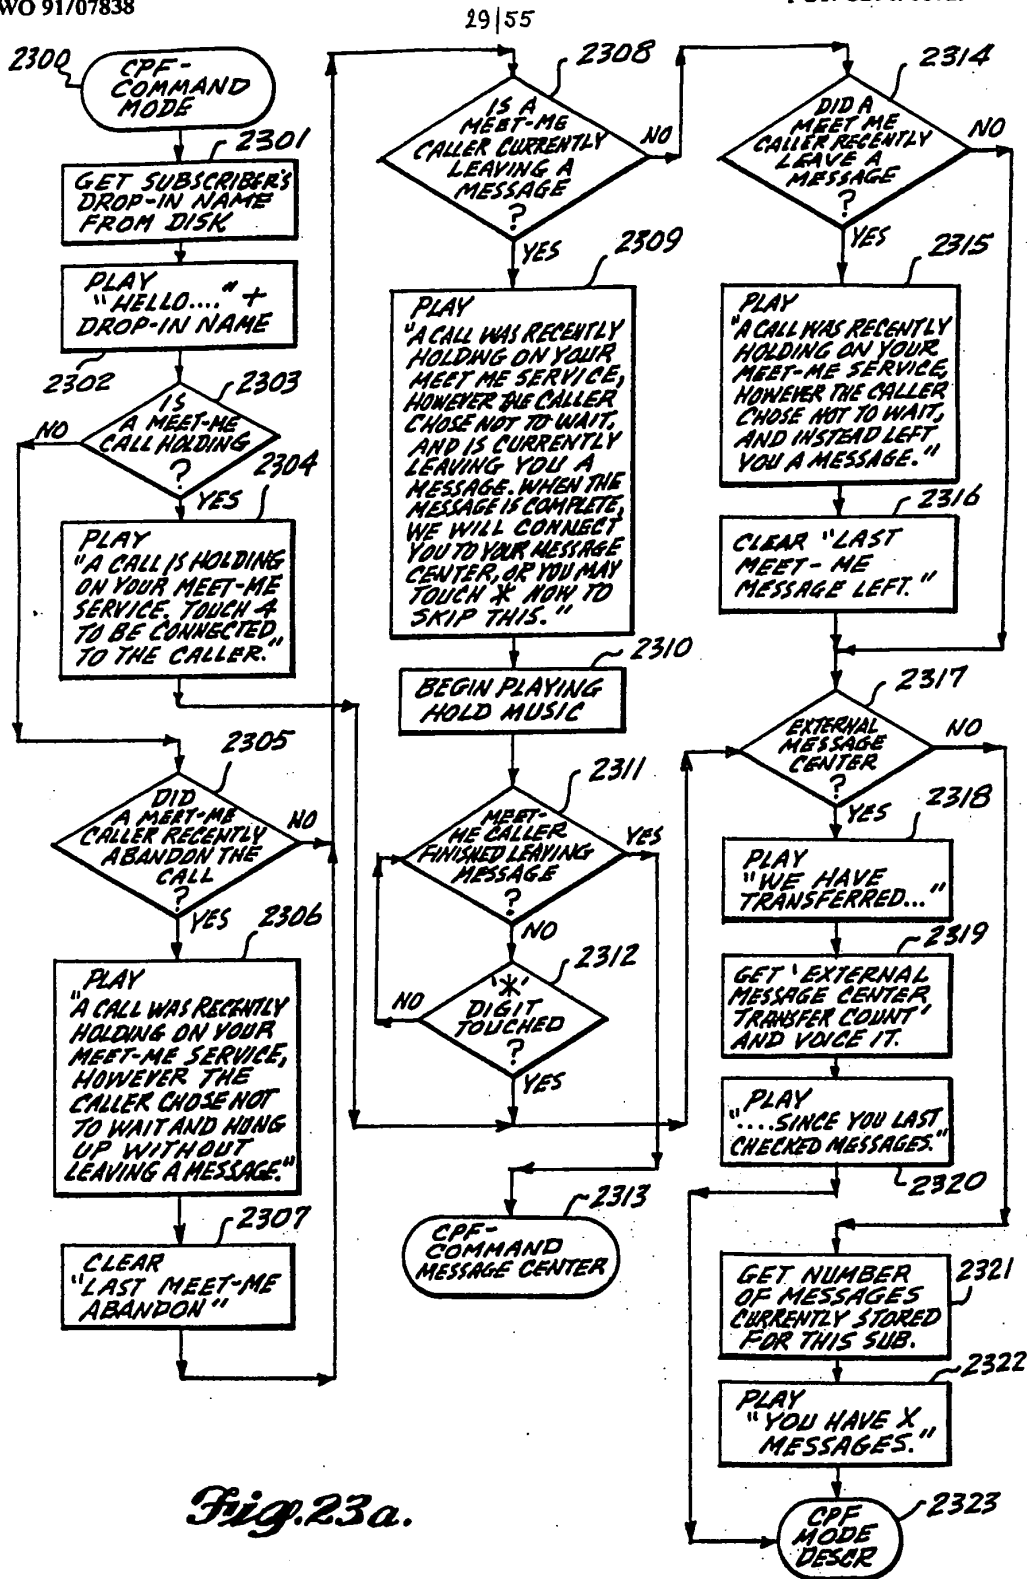 WO 91/07838
29/55
2300
CPF-
COMMAND
MODE
2301
GET SUBSCRIBER'S
DROP-IN NAME
FROM DISK
PLAY
"HELLO...." +
DROP-IN NAME
2302
2303
IS
A MEET-ME
CALL HOLDING
?
NO
YES
2304
PLAY
"A CALL IS HOLDING
ON YOUR MEET-ME
SERVICE. TOUCH 4
TO BE CONNECTED
TO THE CALLER."
2305
DID
A MEET-ME
CALLER RECENTLY
ABANDON THE
CALL
?
NO
YES
2306
PLAY
"A CALL WAS RECENTLY
HOLDING ON YOUR
MEET-ME SERVICE,
HOWEVER THE
CALLER CHOSE NOT
TO WAIT AND HUNG
UP WITHOUT
LEAVING A MESSAGE."
2307
CLEAR
"LAST MEET-ME
ABANDON"
2308
IS A
MEET-ME
CALLER CURRENTLY
LEAVING A
MESSAGE
?
NO
YES
2309
PLAY
"A CALL WAS RECENTLY
HOLDING ON YOUR
MEET ME SERVICE,
HOWEVER THE CALLER
CHOSE NOT TO WAIT,
AND IS CURRENTLY
LEAVING YOU A
MESSAGE. WHEN THE
MESSAGE IS COMPLETE,
WE WILL CONNECT
YOU TO YOUR MESSAGE
CENTER, OR YOU MAY
TOUCH * NOW TO
SKIP THIS."
2310
BEGIN PLAYING
HOLD MUSIC
2311
MEET-
ME CALLER
FINISHED LEAVING
MESSAGE
?
YES
NO
2312
'*'
DIGIT
TOUCHED
?
NO
YES
2313
CPF-
COMMAND
MESSAGE CENTER
2314
DID A
MEET ME
CALLER RECENTLY
LEAVE A
MESSAGE
?
NO
YES
2315
PLAY
"A CALL WAS RECENTLY
HOLDING ON YOUR
MEET-ME SERVICE,
HOWEVER THE CALLER
CHOSE NOT TO WAIT,
AND INSTEAD LEFT
YOU A MESSAGE."
2316
CLEAR "LAST
MEET-ME
MESSAGE LEFT."
2317
EXTERNAL
MESSAGE
CENTER
?
NO
YES
2318
PLAY
"WE HAVE
TRANSFERRED..."
2319
GET 'EXTERNAL
MESSAGE CENTER
TRANSFER COUNT'
AND VOICE IT.
PLAY
"....SINCE YOU LAST
CHECKED MESSAGES."
2320
GET NUMBER
OF MESSAGES
CURRENTLY STORED
FOR THIS SUB.
2321
2322
PLAY
"YOU HAVE X
MESSAGES."
2323
CPF
MODE
DESCR
Fig. 23a.